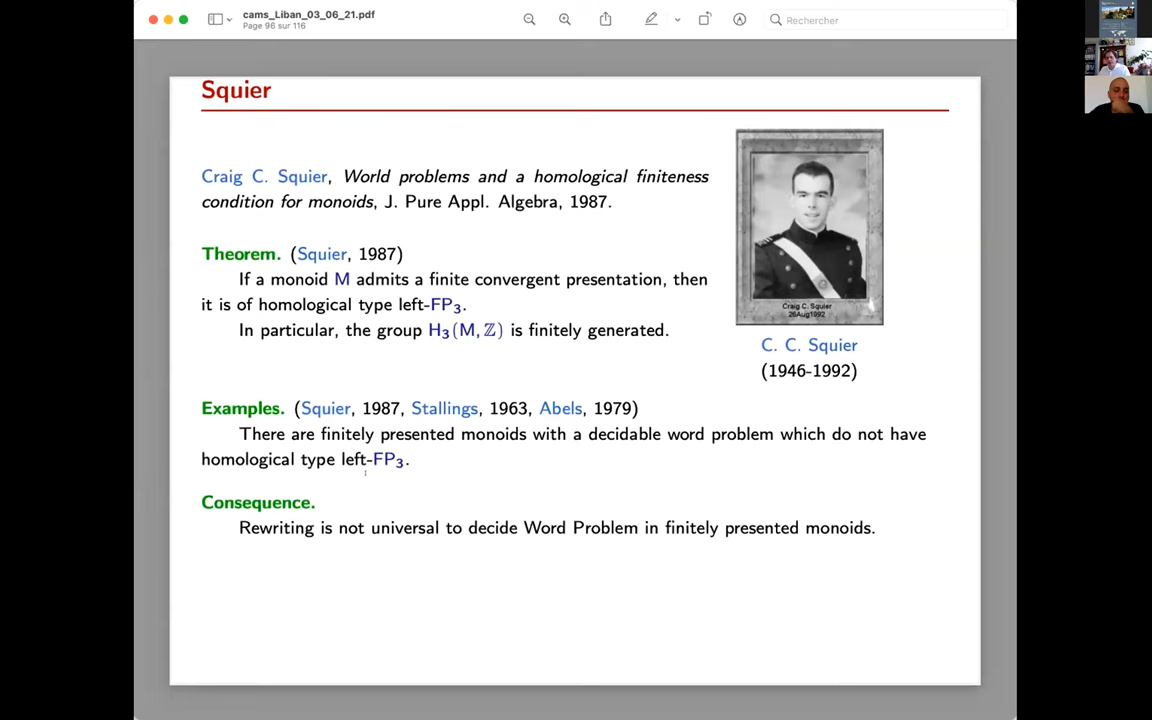 cams_Liban_03_06_21.pdf
Page 96 sur 116
Rechercher
Squier
Craig C. Squier, World problems and a homological finiteness
condition for monoids, J. Pure Appl. Algebra, 1987.
Theorem. (Squier, 1987)
If a monoid M admits a finite convergent presentation, then
it is of homological type left-FP₃.
In particular, the group H₃(M, ℤ) is finitely generated.
Craig C. Squier
26Aug1992
C. C. Squier
(1946-1992)
Examples. (Squier, 1987, Stallings, 1963, Abels, 1979)
There are finitely presented monoids with a decidable word problem which do not have
homological type left-FP₃.
Consequence.
Rewriting is not universal to decide Word Problem in finitely presented monoids.